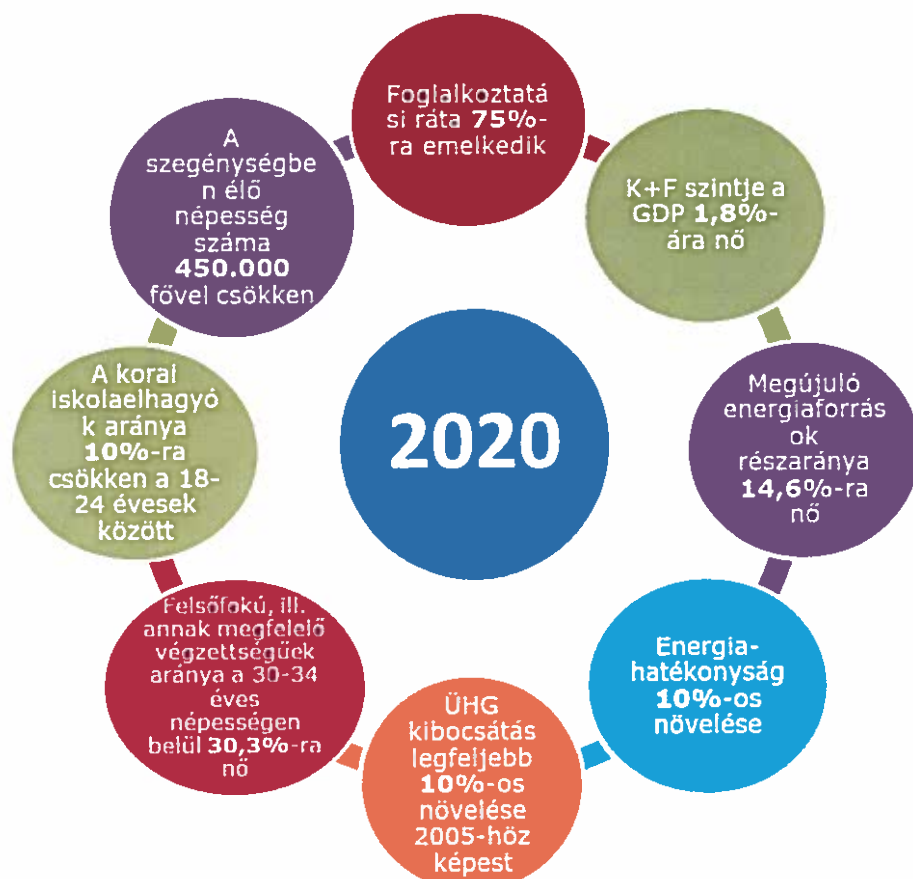 Foglalkoztatá
si ráta 75%-
ra emelkedik
K+F szintje a
GDP 1,8%-
ára nő
Megújuló
energiaforrás
ok
részaránya
14,6%-ra
nő
Energia-
hatékonyság
10%-os
növelése
ÜHG
kibocsátás
legfeljebb
10%-os
növelése
2005-höz
képest
Felsőfokú, ill.
annak megfelelő
végzettségűek
aránya a 30-34
éves
népességen
belül 30,3%-ra
nő
A korai
iskolaelhagyó
k aránya
10%-ra
csökken a 18-
24 évesek
között
A
szegénységbe
n élő
népesség
száma
450.000
fővel csökken
2020